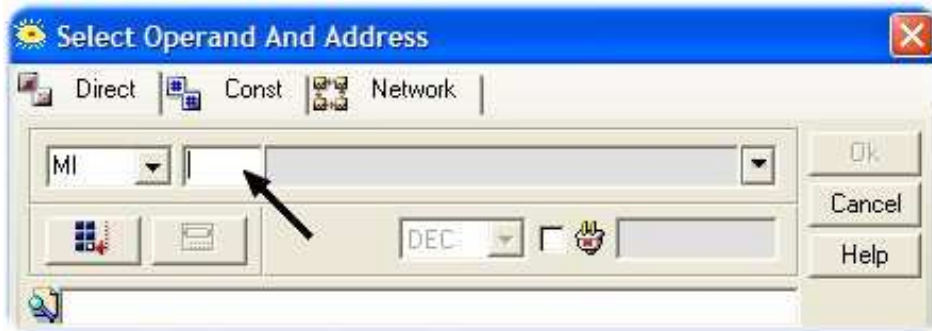 Select Operand And Address
Direct Const Network
MI
Ok
Cancel
DEC
Help